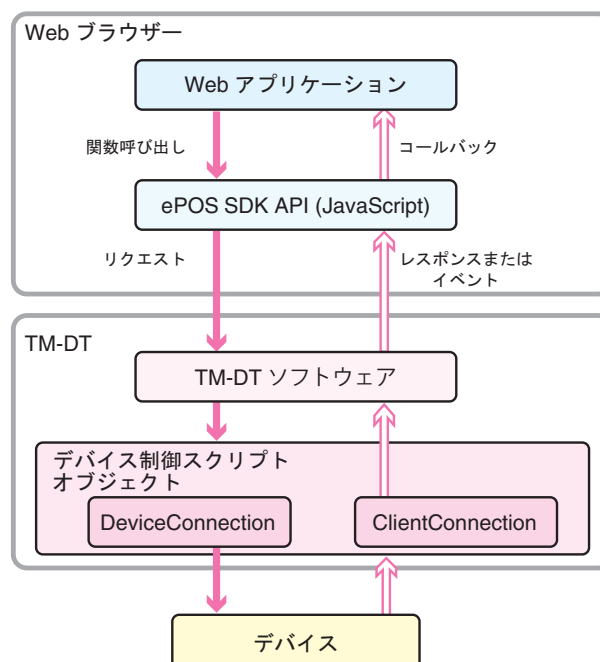 Web ブラウザー
Web アプリケーション
関数呼び出し
コールバック
ePOS SDK API (JavaScript)
リクエスト
レスポンスまたは
イベント
TM-DT
TM-DT ソフトウェア
デバイス制御スクリプト
オブジェクト
DeviceConnection
ClientConnection
デバイス